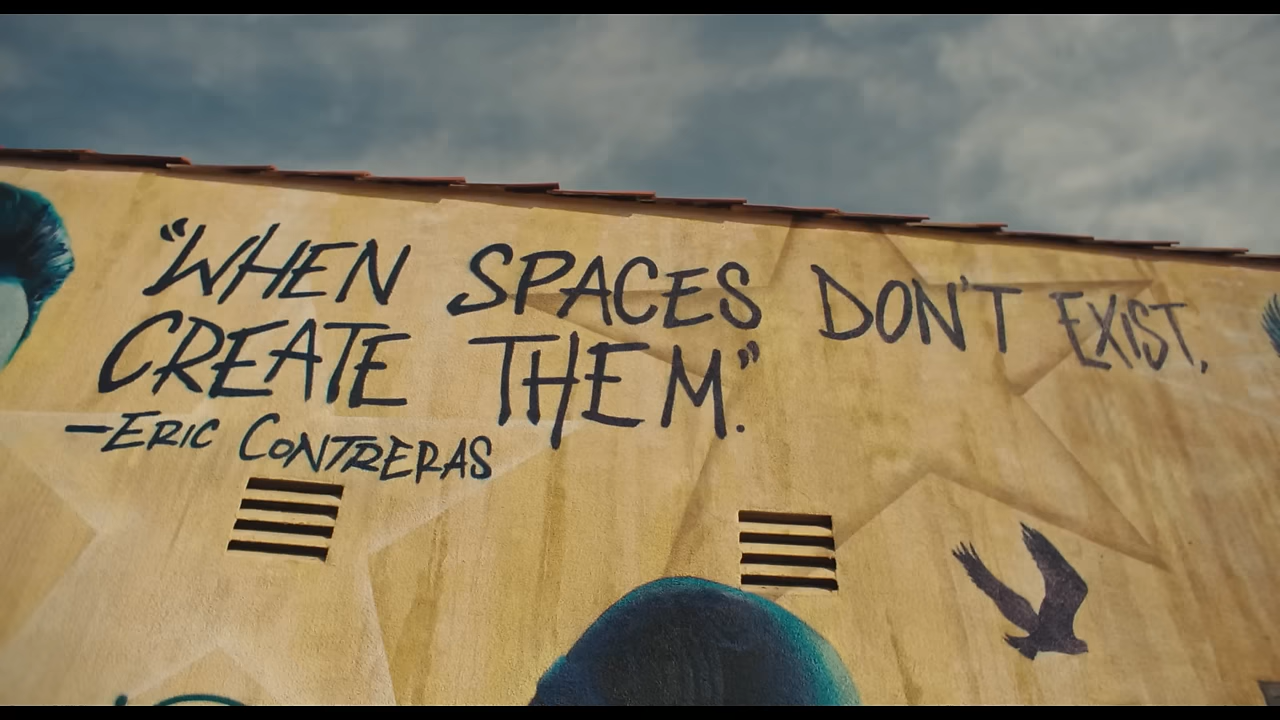 "WHEN SPACES DON'T EXIST,
CREATE THEM".
—ERIC CONTRERAS